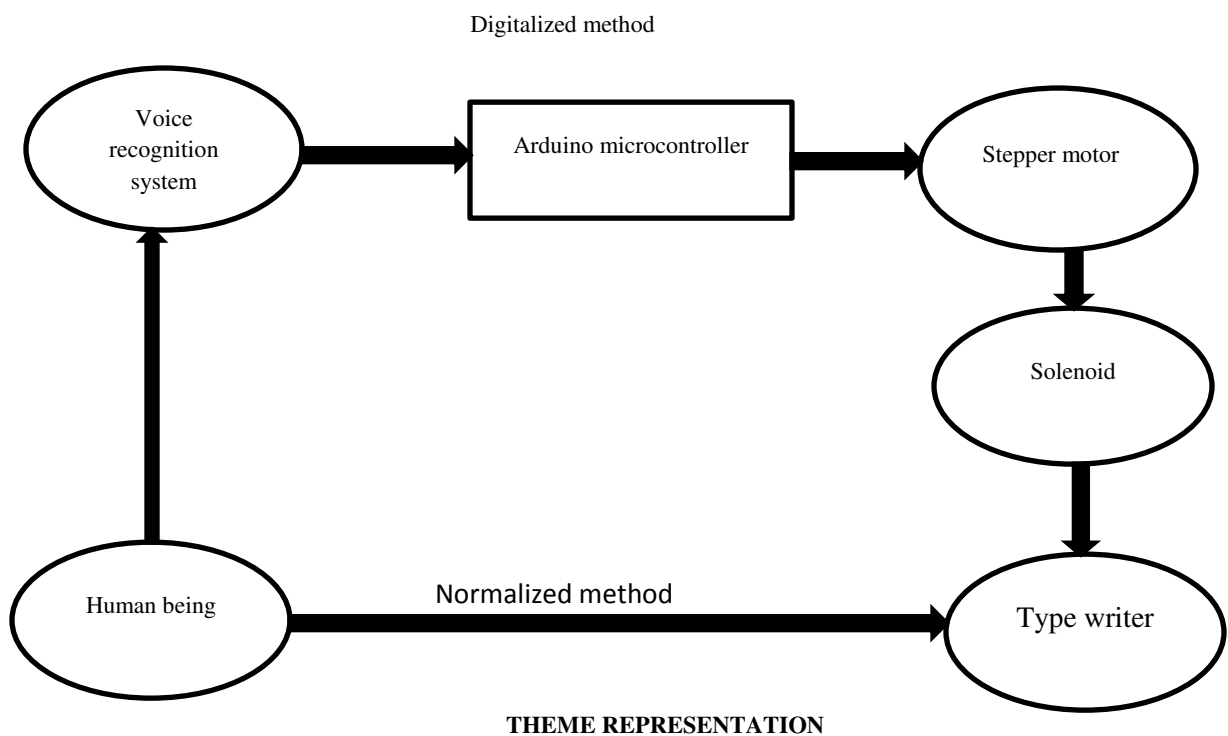 Digitalized method
Voice
recognition
system
Arduino microcontroller
Stepper motor
Solenoid
Human being
Normalized method
Type writer
THEME REPRESENTATION